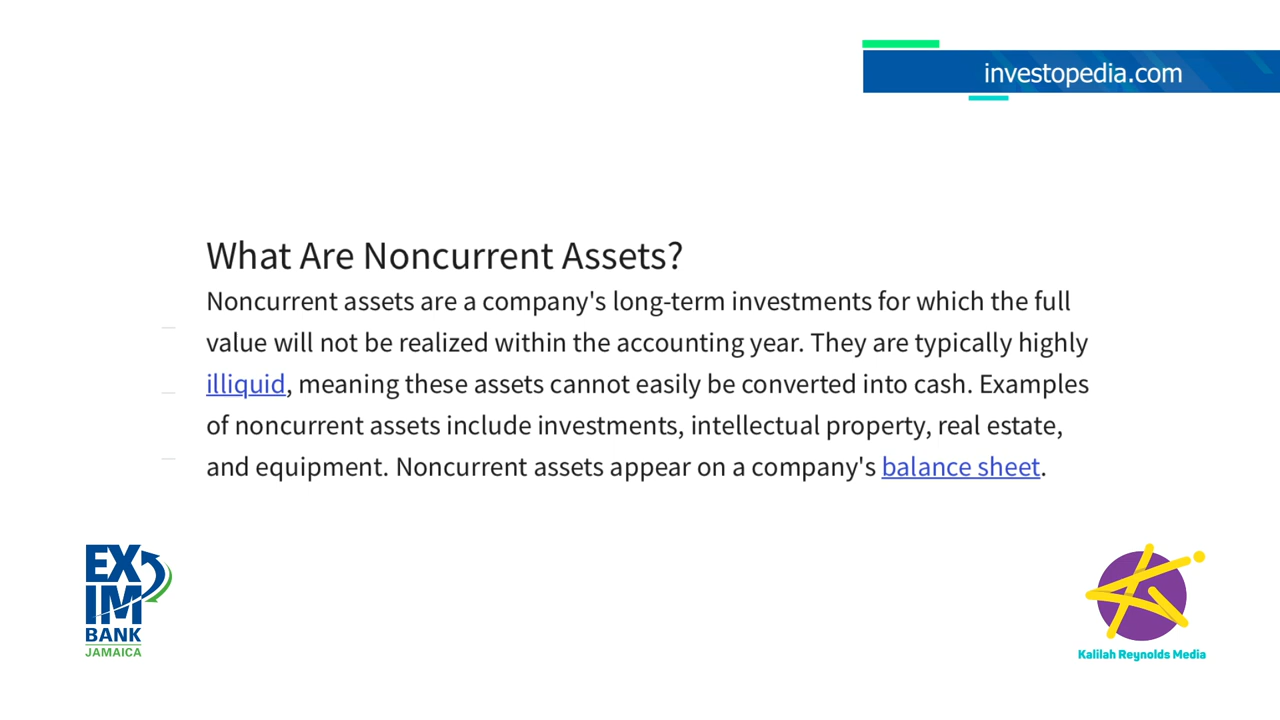 investopedia.com
What Are Noncurrent Assets?
Noncurrent assets are a company's long-term investments for which the full
value will not be realized within the accounting year. They are typically highly
illiquid, meaning these assets cannot easily be converted into cash. Examples
of noncurrent assets include investments, intellectual property, real estate,
and equipment. Noncurrent assets appear on a company's balance sheet.
EX
IM
BANK
JAMAICA
Kalilah Reynolds Media